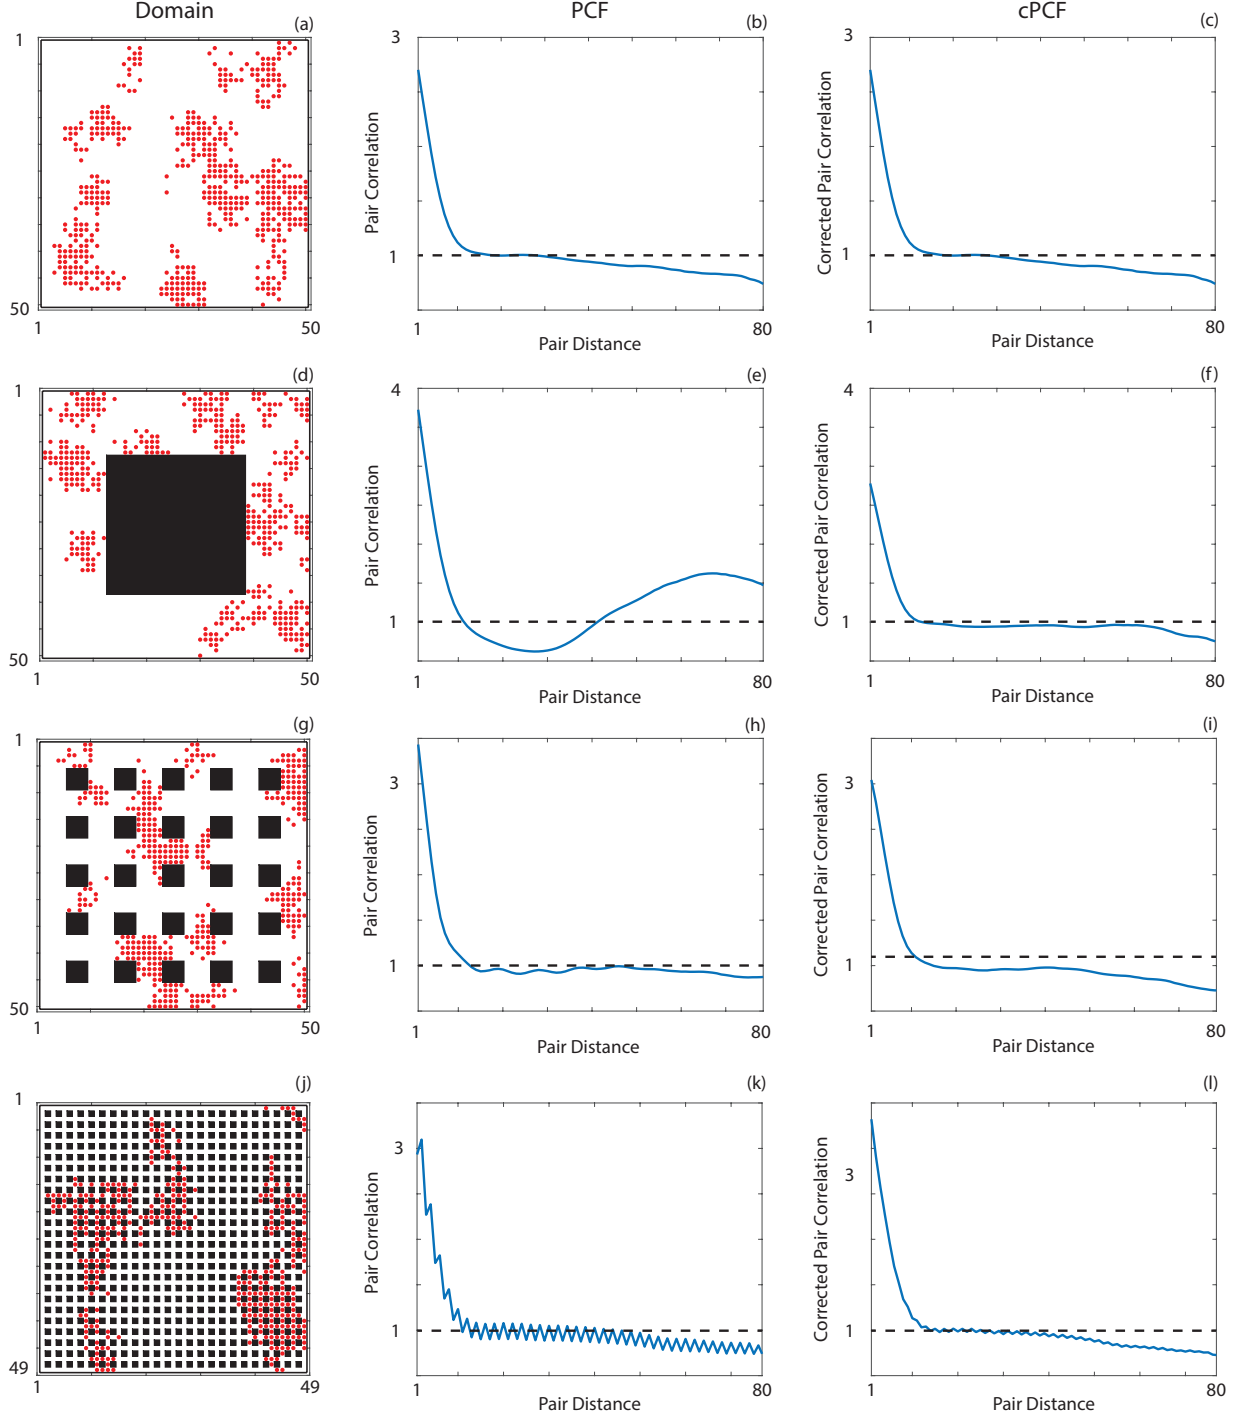 Domain PCF cPCF
(a) (b) (c)
1 3 3
Pair Correlation
Corrected Pair Correlation
1 1
50
1 50 1 80 1 80
Pair Distance Pair Distance
(d) (e) (f)
1 4 4
Pair Correlation
Corrected Pair Correlation
1 1
50
1 50 1 80 1 80
Pair Distance Pair Distance
(g) (h) (i)
1
3 3
Pair Correlation
Corrected Pair Correlation
1 1
50
1 50 1 80 1 80
Pair Distance Pair Distance
(j) (k) (l)
1
3 3
Pair Correlation
Corrected Pair Correlation
1 1
49
1 49 1 80 1 80
Pair Distance Pair Distance